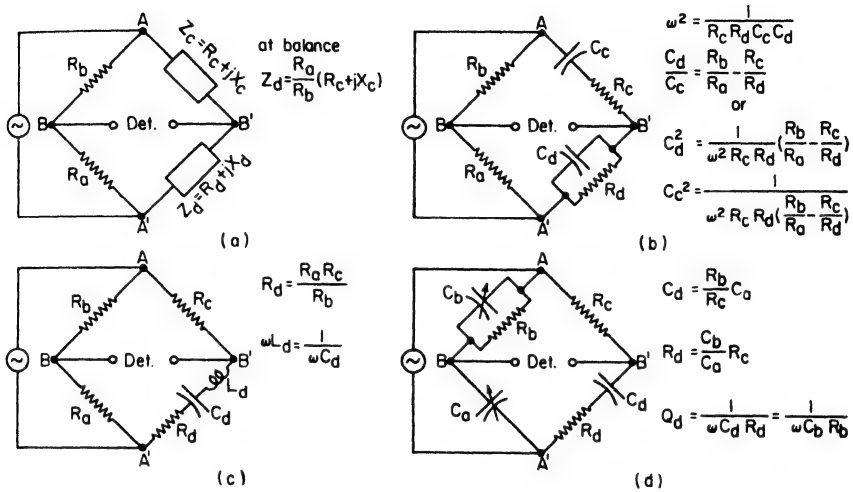 A
R_b
Z_c=R_c+jX_c
at balance
Z_d = R_a/R_b (R_c+jX_c)
B
Det.
B'
R_a
Z_d=R_d+jX_d
A'
(a)
A
R_b
C_c
R_c
B
Det.
B'
R_a
C_d
R_d
A'
(b)
ω² = 1/(R_c R_d C_c C_d)
C_d/C_c = R_b/R_a - R_c/R_d
or
C_d² = 1/(ω² R_c R_d) (R_b/R_a - R_c/R_d)
C_c² = 1/(ω² R_c R_d (R_b/R_a - R_c/R_d))
A
R_b
R_c
B
Det.
B'
R_a
L_d
C_d
R_d
A'
(c)
R_d = R_a R_c/R_b
ωL_d = 1/(ωC_d)
A
C_b
R_b
R_c
B
Det.
B'
C_a
C_d
R_d
A'
(d)
C_d = R_b/R_c C_a
R_d = C_b/C_a R_c
Q_d = 1/(ωC_d R_d) = 1/(ωC_b R_b)